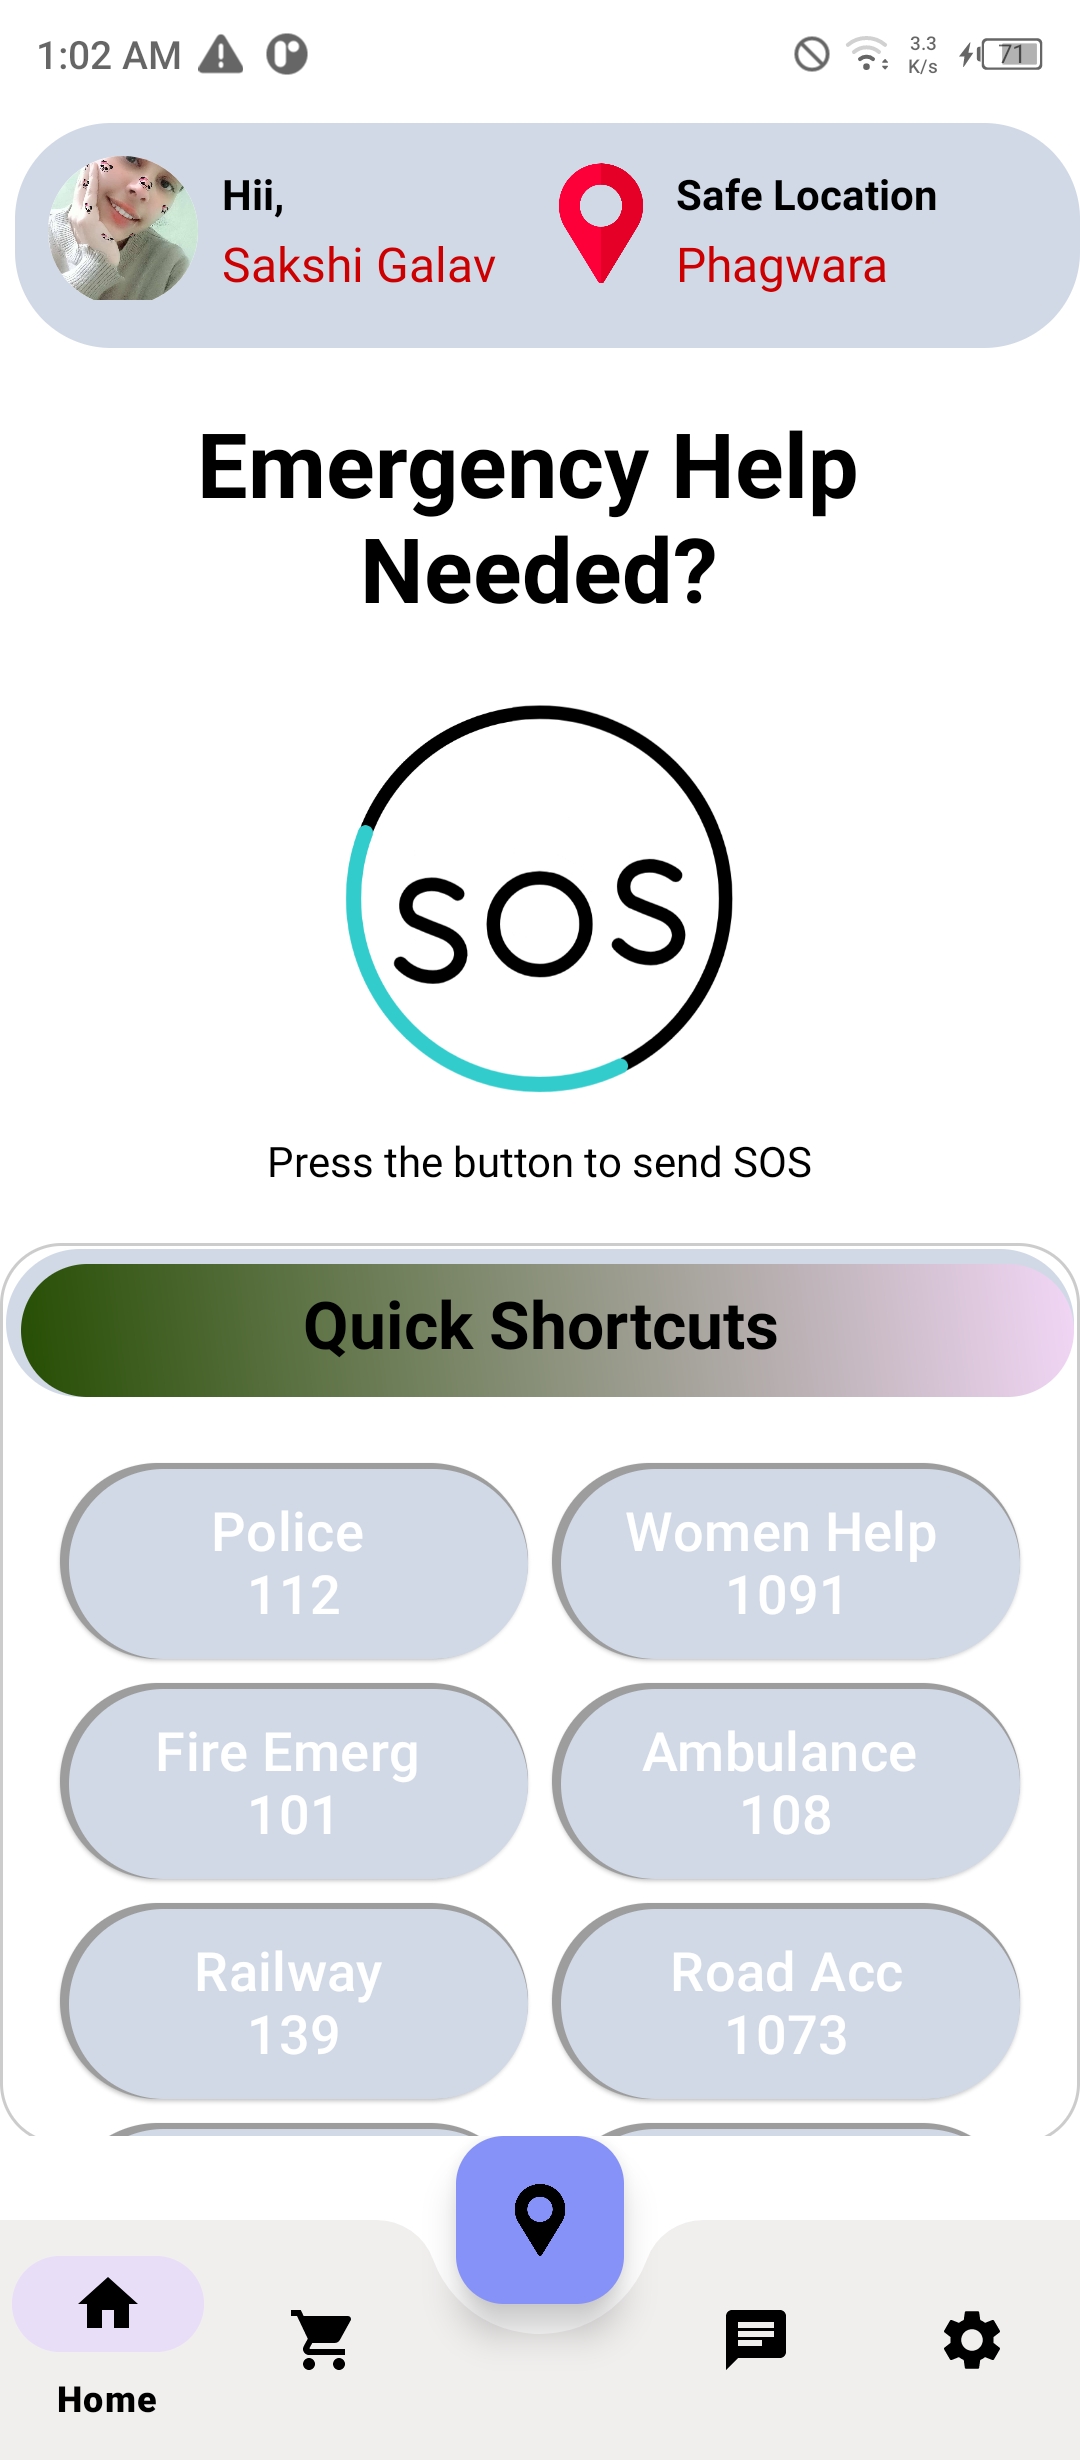 1:02 AM
3.3
K/s
71
Hii,
Sakshi Galav
Safe Location
Phagwara
Emergency Help
Needed?
SOS
Press the button to send SOS
Quick Shortcuts
Police
112
Women Help
1091
Fire Emerg
101
Ambulance
108
Railway
139
Road Acc
1073
Home